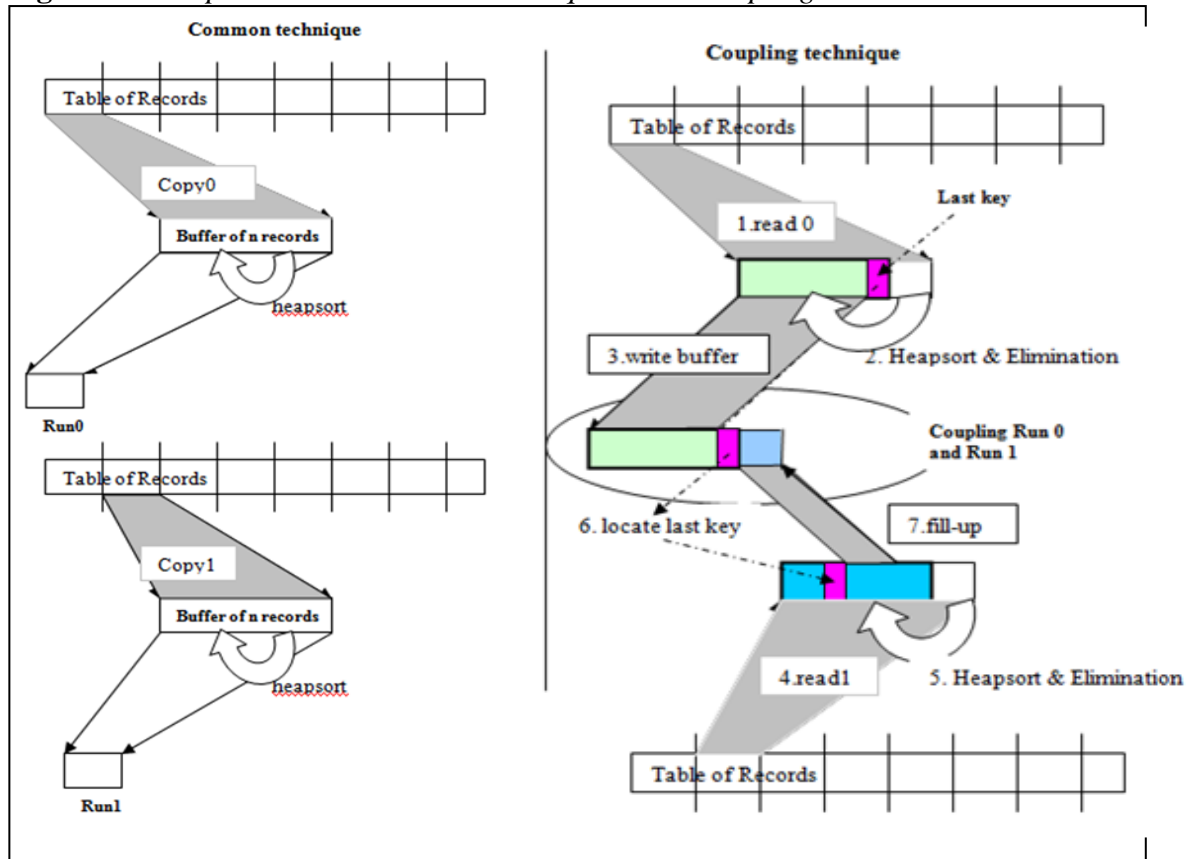 Common technique
Table of Records
Copy0
Buffer of n records
heapsort
Run0
Table of Records
Copy1
Buffer of n records
heapsort
Run1
Coupling technique
Table of Records
Last key
1.read 0
3.write buffer
2. Heapsort & Elimination
Coupling Run 0
and Run 1
6. locate last key
7.fill-up
4.read1
5. Heapsort & Elimination
Table of Records